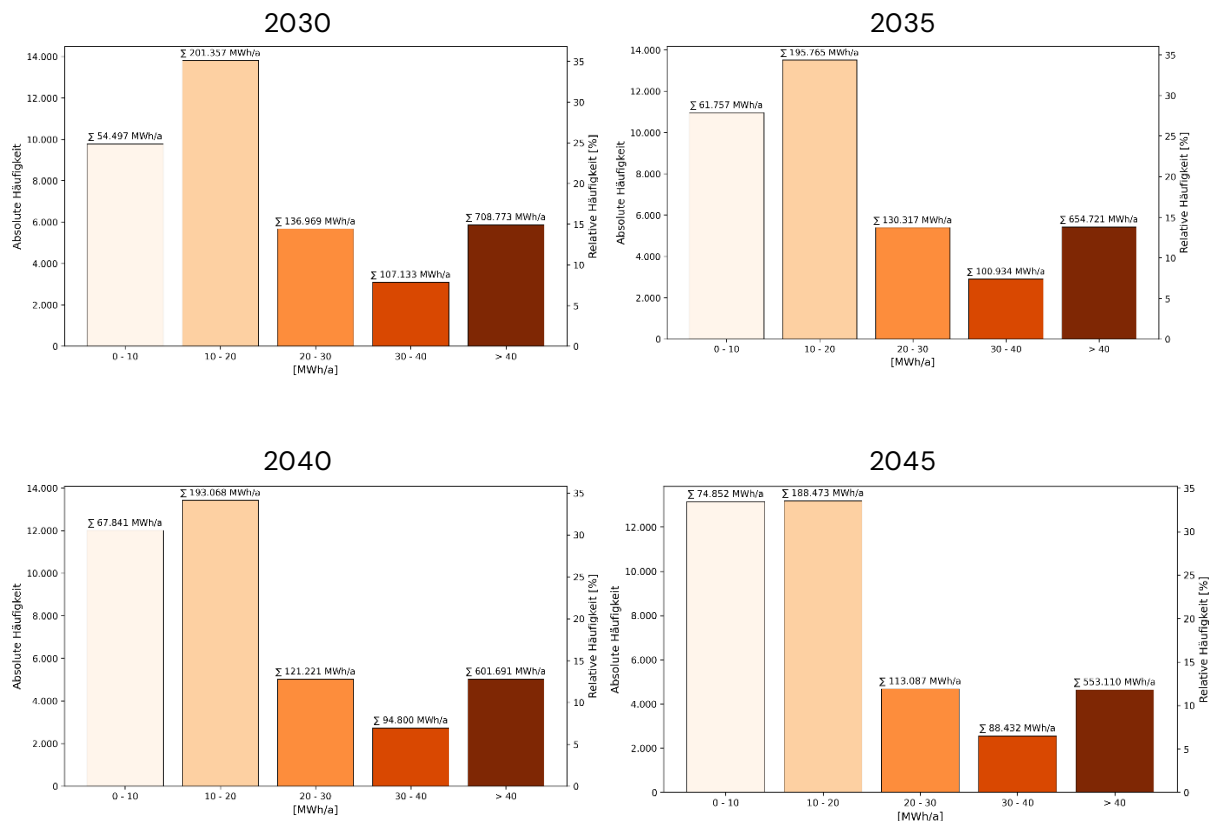 2030
Σ 201.357 MWh/a
Σ 54.497 MWh/a
Σ 136.969 MWh/a
Σ 107.133 MWh/a
Σ 708.773 MWh/a
14.000
12.000
10.000
8.000
6.000
4.000
2.000
0
Absolute Häufigkeit
35
30
25
20
15
10
5
0
Relative Häufigkeit [%]
0 - 10
10 - 20
20 - 30
30 - 40
> 40
[MWh/a]
2035
Σ 195.765 MWh/a
Σ 61.757 MWh/a
Σ 130.317 MWh/a
Σ 100.934 MWh/a
Σ 654.721 MWh/a
14.000
12.000
10.000
8.000
6.000
4.000
2.000
0
Absolute Häufigkeit
35
30
25
20
15
10
5
0
Relative Häufigkeit [%]
0 - 10
10 - 20
20 - 30
30 - 40
> 40
[MWh/a]
2040
Σ 193.068 MWh/a
Σ 67.841 MWh/a
Σ 121.221 MWh/a
Σ 94.800 MWh/a
Σ 601.691 MWh/a
14.000
12.000
10.000
8.000
6.000
4.000
2.000
0
Absolute Häufigkeit
35
30
25
20
15
10
5
0
Relative Häufigkeit [%]
0 - 10
10 - 20
20 - 30
30 - 40
> 40
[MWh/a]
2045
Σ 74.852 MWh/a
Σ 188.473 MWh/a
Σ 113.087 MWh/a
Σ 88.432 MWh/a
Σ 553.110 MWh/a
12.000
10.000
8.000
6.000
4.000
2.000
0
Absolute Häufigkeit
35
30
25
20
15
10
5
0
Relative Häufigkeit [%]
0 - 10
10 - 20
20 - 30
30 - 40
> 40
[MWh/a]